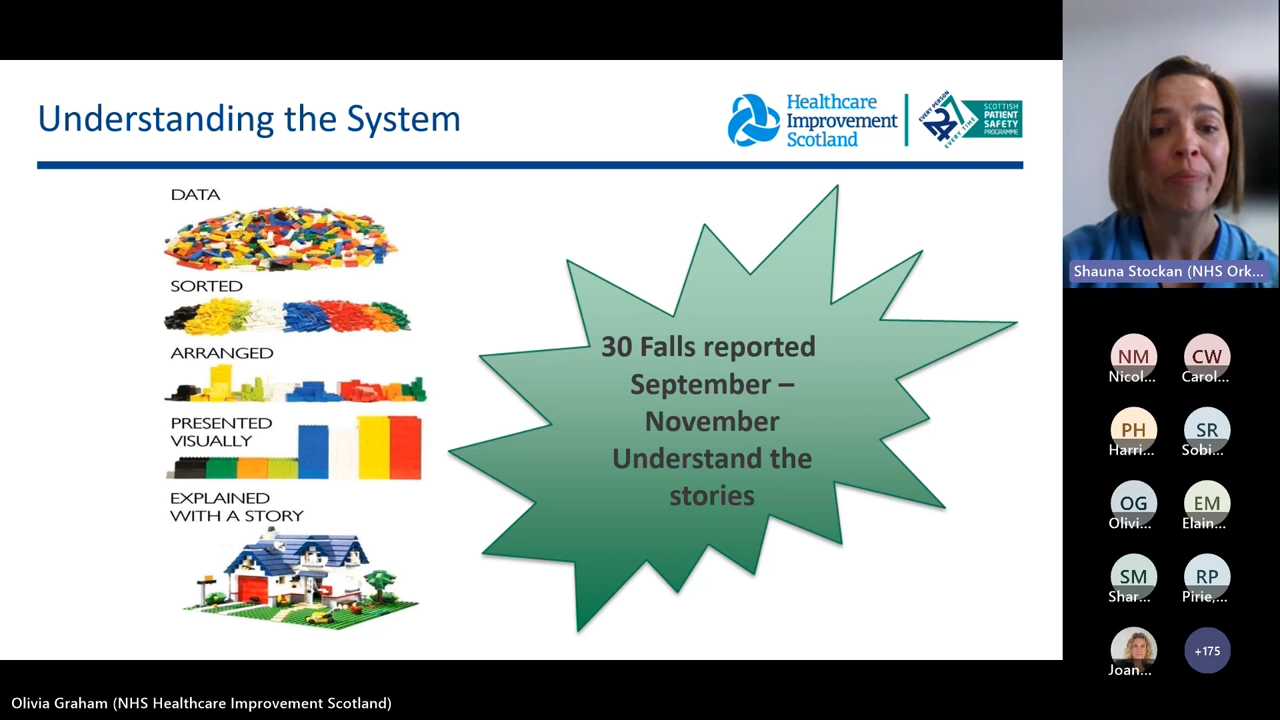 Understanding the System
Healthcare
Improvement
Scotland
EVERY PERSON
24
EVERY TIME
SCOTTISH
PATIENT
SAFETY
PROGRAMME
DATA
SORTED
ARRANGED
PRESENTED
VISUALLY
EXPLAINED
WITH A STORY
30 Falls reported
September –
November
Understand the
stories
Shauna Stockan (NHS Ork...
NM
Nicol...
CW
Carol...
PH
Harri...
SR
Sobi...
OG
Olivi...
EM
Elain...
SM
Shar...
RP
Pirie,...
Joan...
+175
Olivia Graham (NHS Healthcare Improvement Scotland)